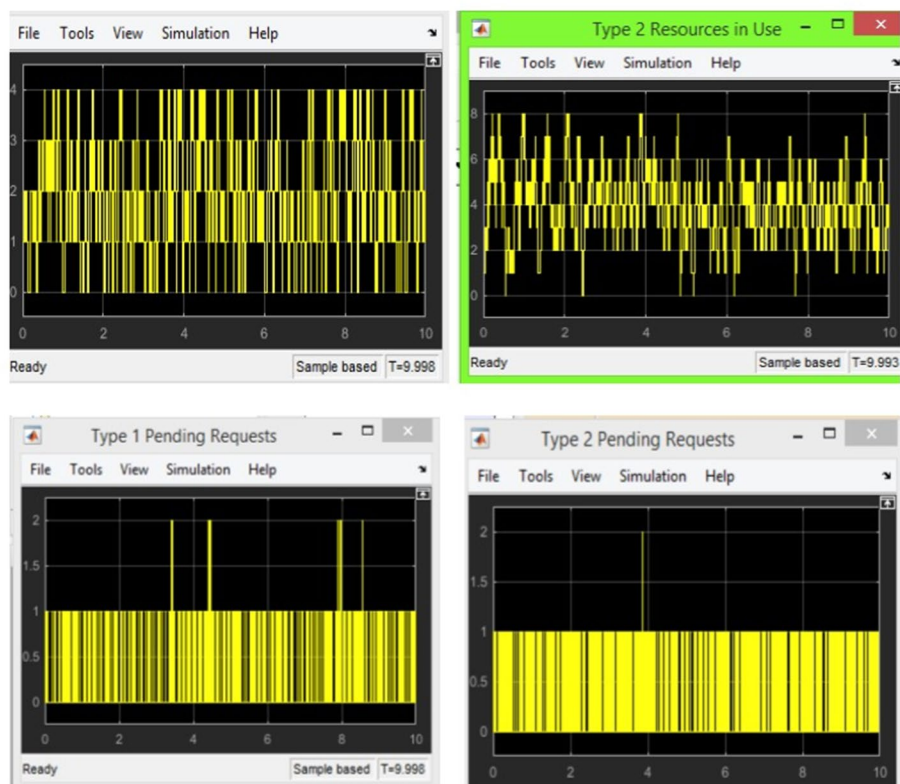 File Tools View Simulation Help
4
3
2
1
0
0 2 4 6 8 10
Ready Sample based T=9.998
Type 2 Resources in Use
File Tools View Simulation Help
8
6
4
2
0
0 2 4 6 8 10
Ready Sample based T=9.993
Type 1 Pending Requests
File Tools View Simulation Help
2
1.5
1
0.5
0
0 2 4 6 8 10
Ready Sample based T=9.998
Type 2 Pending Requests
File Tools View Simulation Help
2
1.5
1
0.5
0
0 2 4 6 8 10